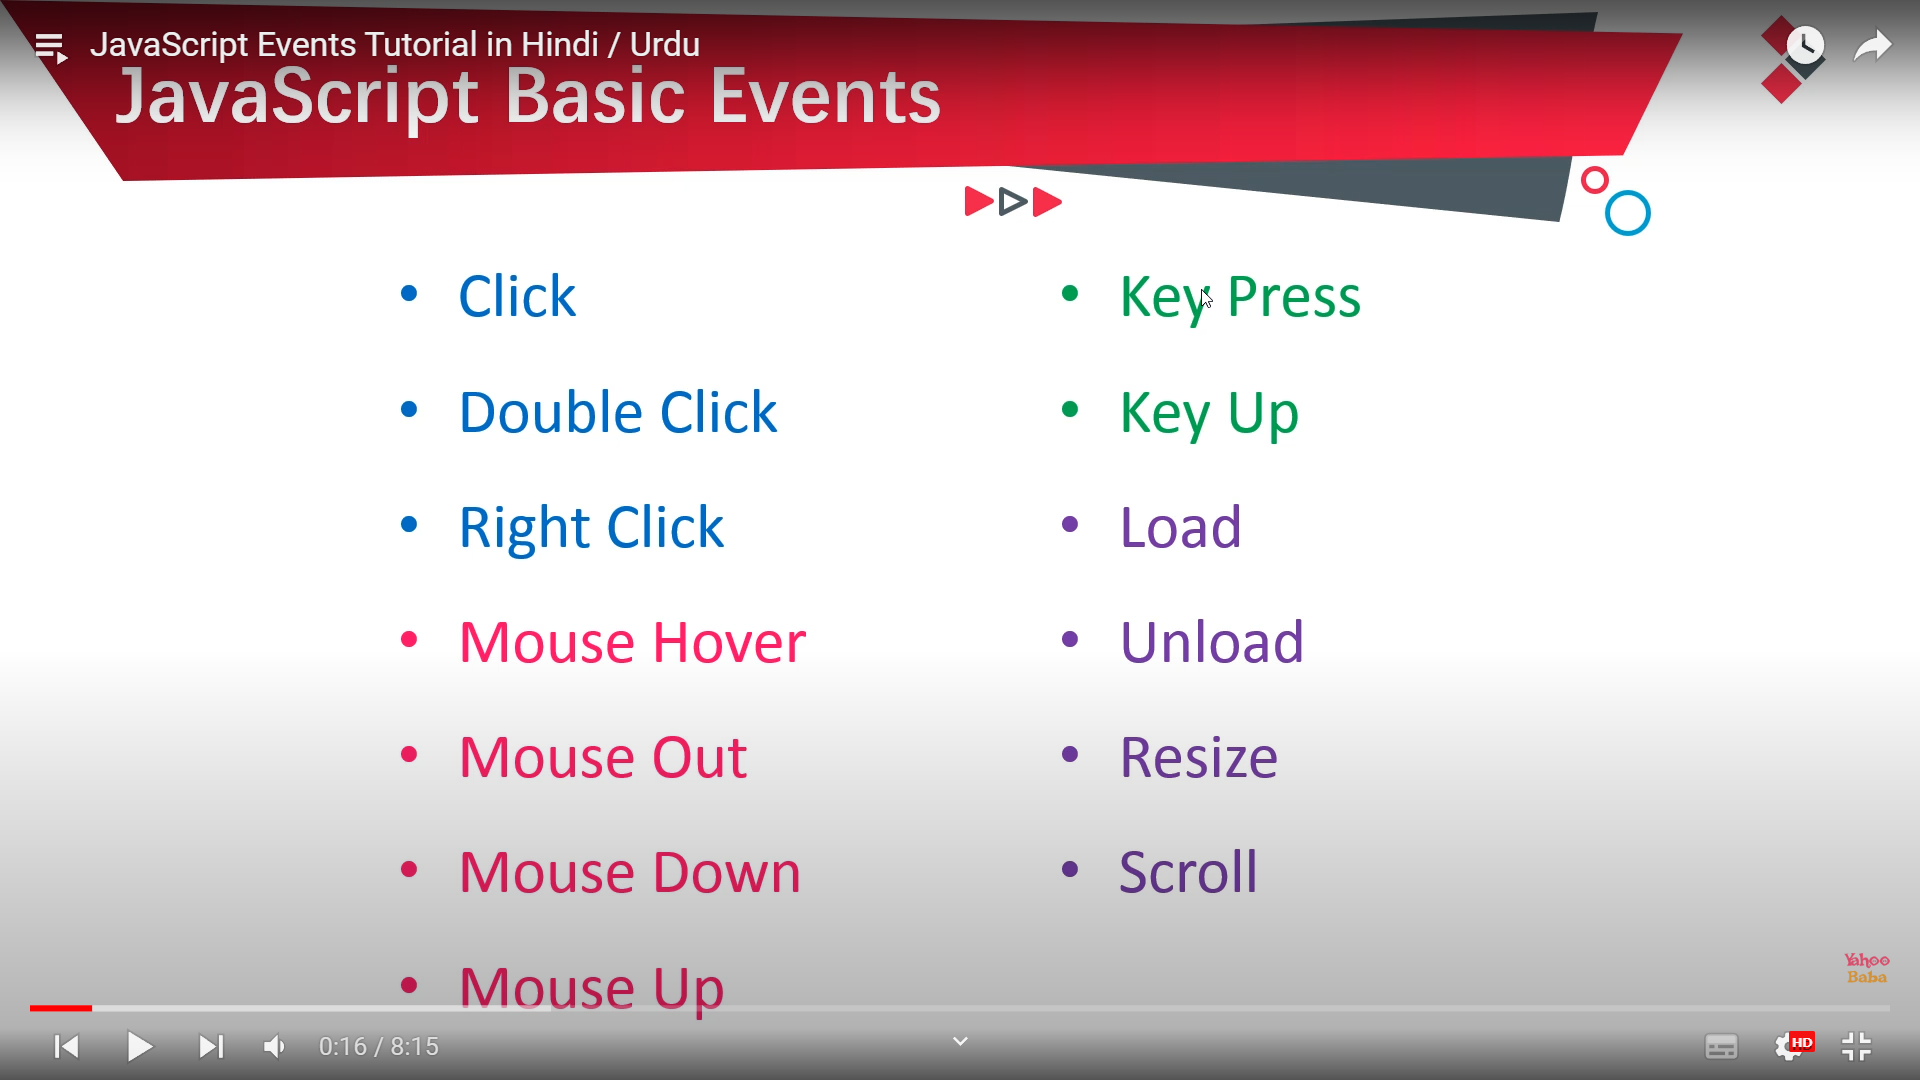 JavaScript Events Tutorial in Hindi / Urdu
JavaScript Basic Events
Click
Double Click
Right Click
Mouse Hover
Mouse Out
Mouse Down
Mouse Up
Key Press
Key Up
Load
Unload
Resize
Scroll
Yahoo
Baba
0:16 / 8:15
HD